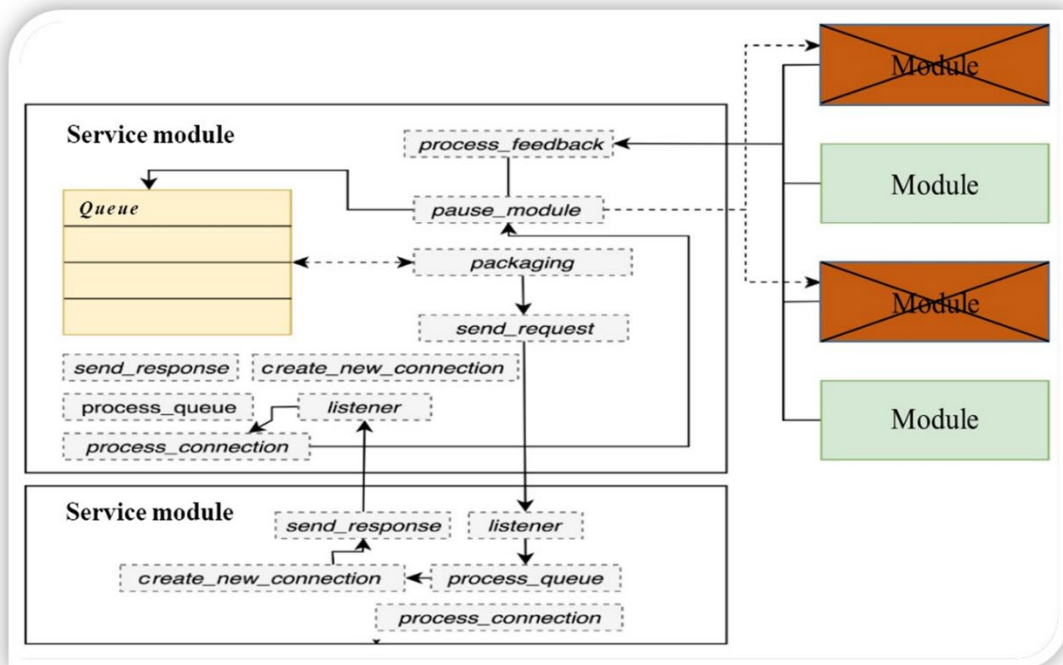 Module
Service module
process_feedback
Module
Queue
pause_module
packaging
Module
send_request
send_response
create_new_connection
process_queue
listener
Module
process_connection
Service module
send_response
listener
create_new_connection
process_queue
process_connection